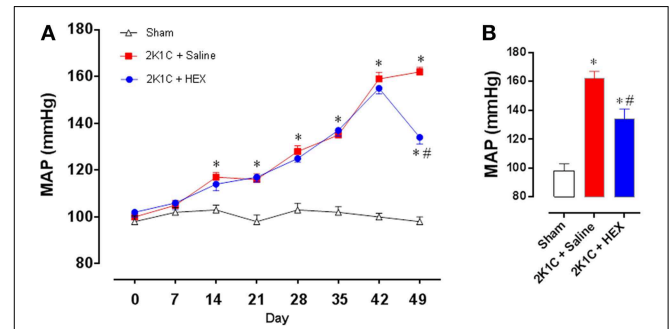 A
Sham
2K1C + Saline
2K1C + HEX
MAP (mmHg)
180
160
140
120
100
80
* * * * * *
*#
0 7 14 21 28 35 42 49
Day
B
MAP (mmHg)
180
160
140
120
100
80
*
*#
Sham
2K1C + Saline
2K1C + HEX